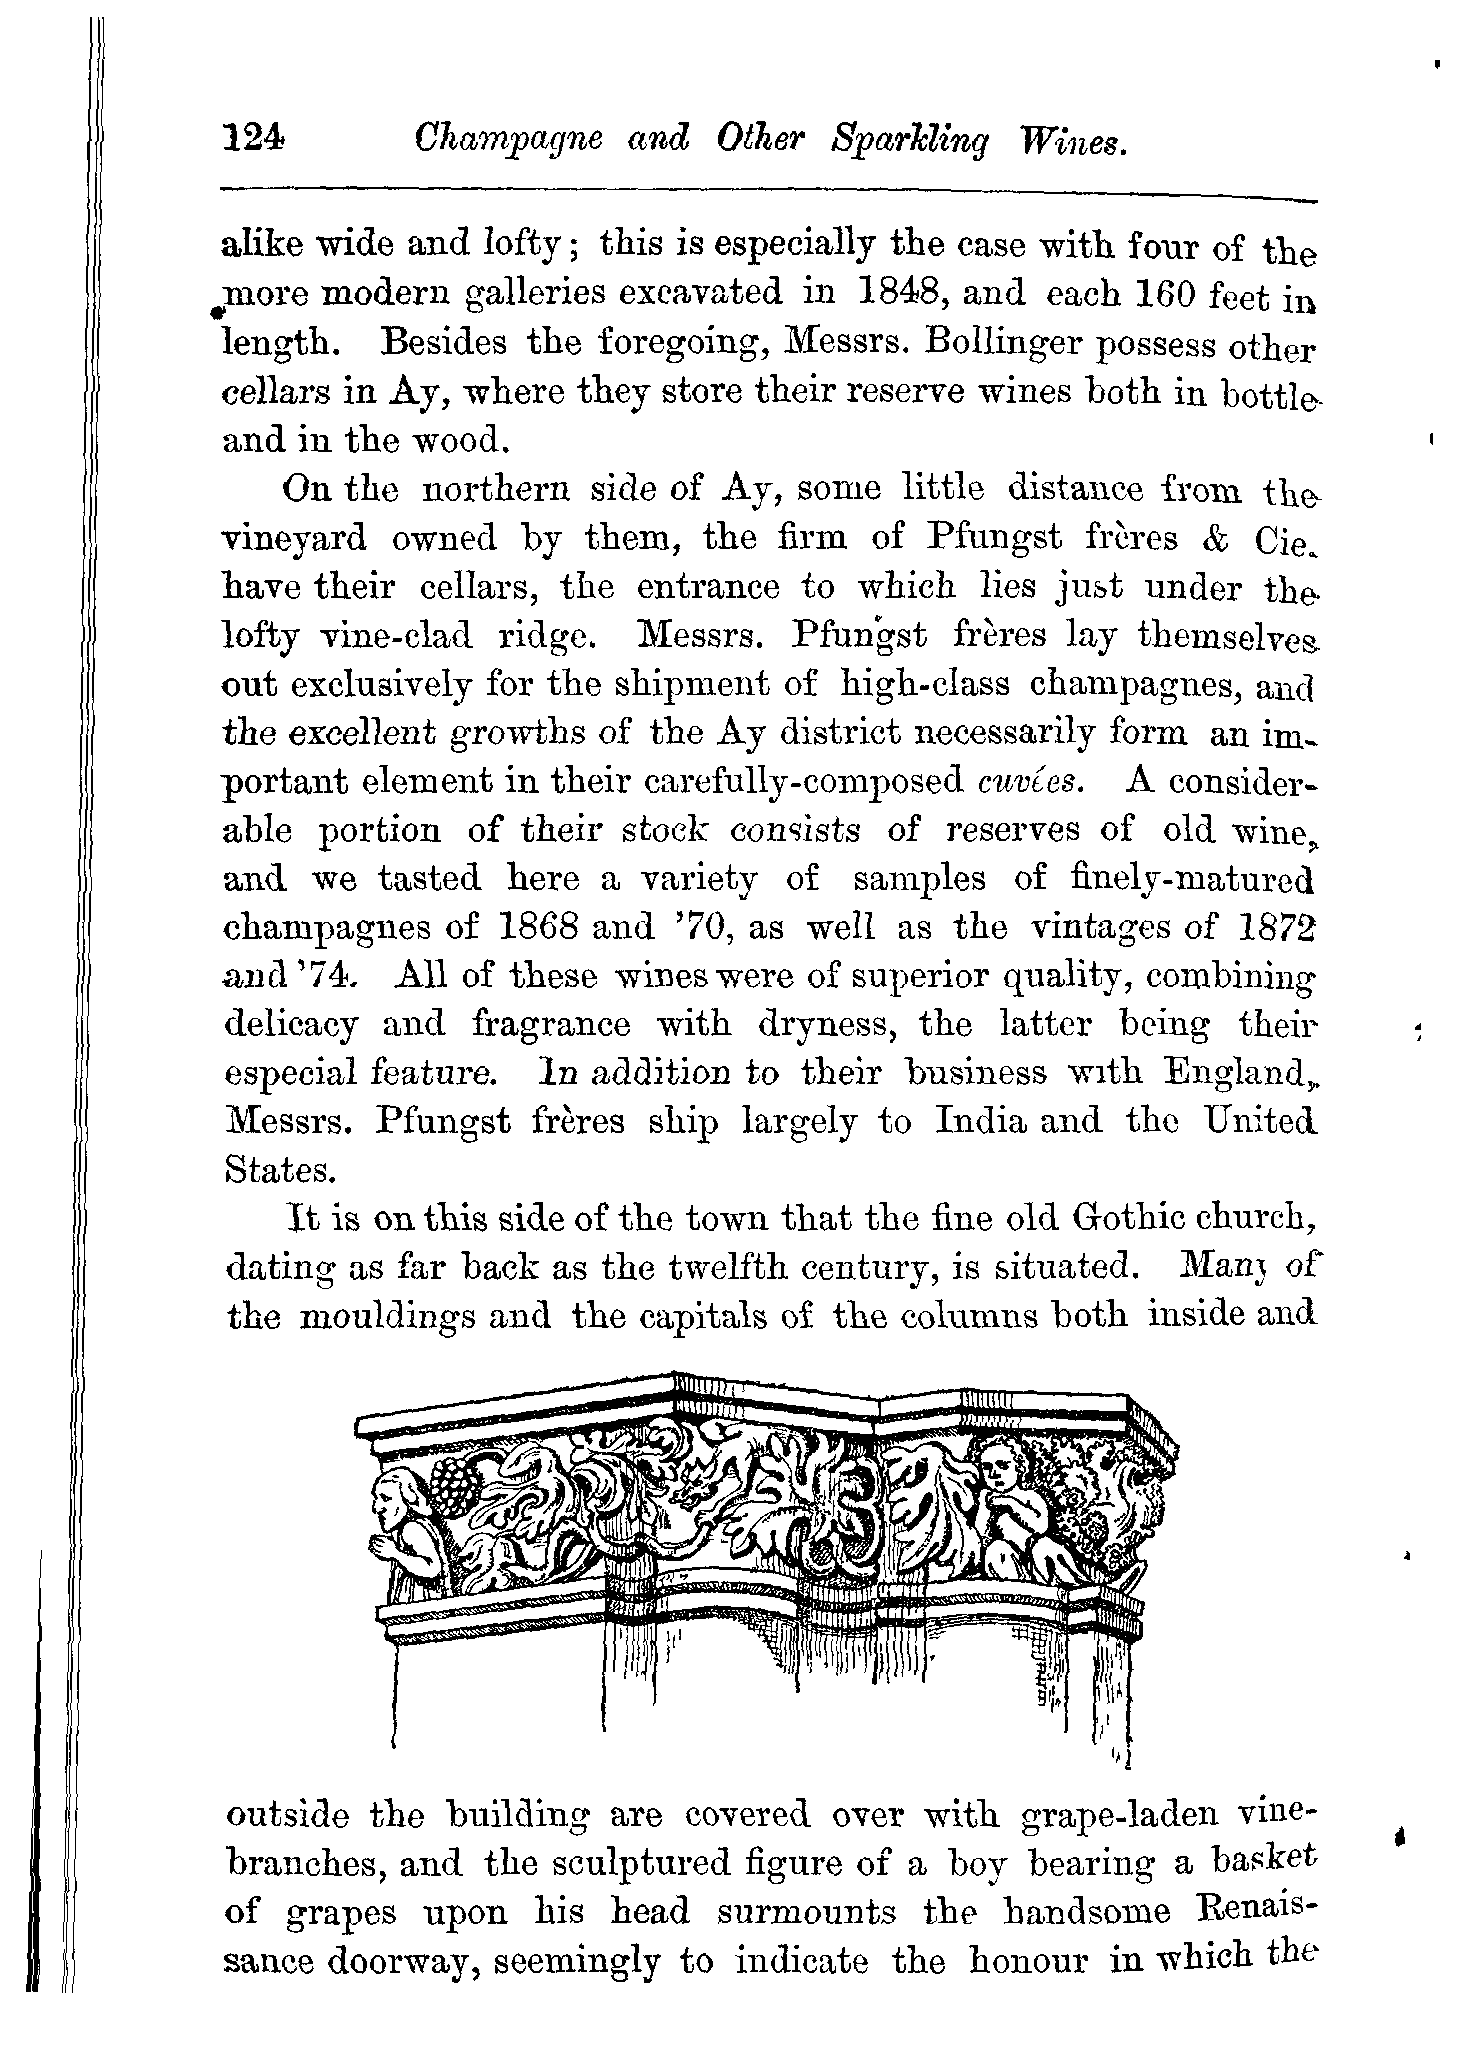 124 Champagne and Other Sparkling Wines.
alike wide and lofty; this is especially the case with four of the
more modern galleries excavated in 1848, and each 160 feet in
length. Besides the foregoing, Messrs. Bollinger possess other
cellars in Ay, where they store their reserve wines both in bottle
and in the wood.
On the northern side of Ay, some little distance from the
vineyard owned by them, the firm of Pfungst frères & Cie.
have their cellars, the entrance to which lies just under the
lofty vine-clad ridge. Messrs. Pfungst frères lay themselves
out exclusively for the shipment of high-class champagnes, and
the excellent growths of the Ay district necessarily form an im-
portant element in their carefully-composed cuvées. A consider-
able portion of their stock consists of reserves of old wine,
and we tasted here a variety of samples of finely-matured
champagnes of 1868 and '70, as well as the vintages of 1872
and '74. All of these wines were of superior quality, combining
delicacy and fragrance with dryness, the latter being their
especial feature. In addition to their business with England,
Messrs. Pfungst frères ship largely to India and the United
States.
It is on this side of the town that the fine old Gothic church,
dating as far back as the twelfth century, is situated. Many of
the mouldings and the capitals of the columns both inside and
outside the building are covered over with grape-laden vine-
branches, and the sculptured figure of a boy bearing a basket
of grapes upon his head surmounts the handsome Renais-
sance doorway, seemingly to indicate the honour in which the